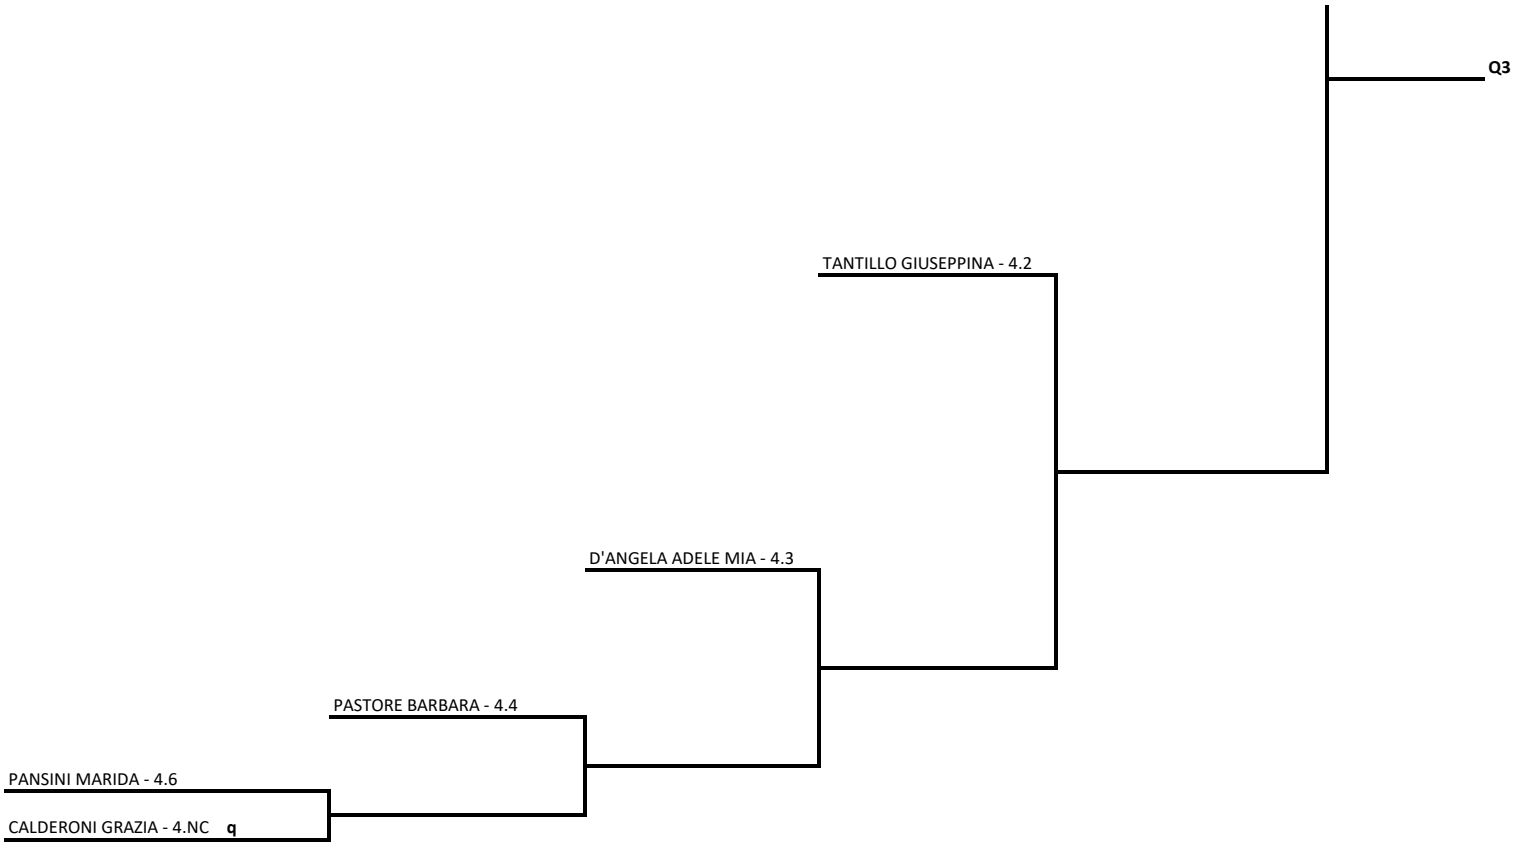 Q3
TANTILLO GIUSEPPINA - 4.2
D'ANGELA ADELE MIA - 4.3
PASTORE BARBARA - 4.4
PANSINI MARIDA - 4.6
CALDERONI GRAZIA - 4.NC q